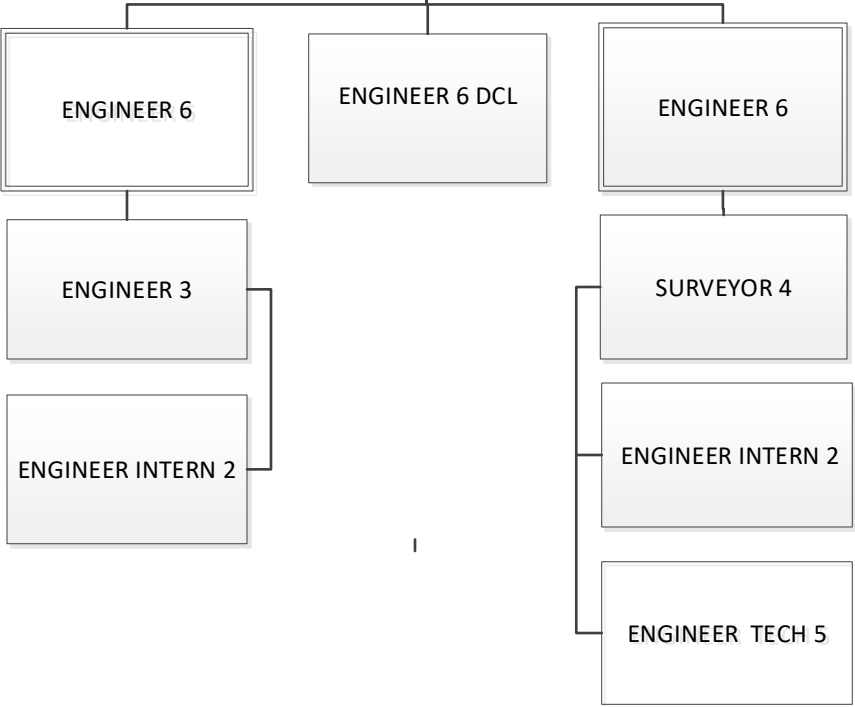 ENGINEER 6
ENGINEER 6 DCL
ENGINEER 6
ENGINEER 3
SURVEYOR 4
ENGINEER INTERN 2
ENGINEER INTERN 2
ENGINEER TECH 5